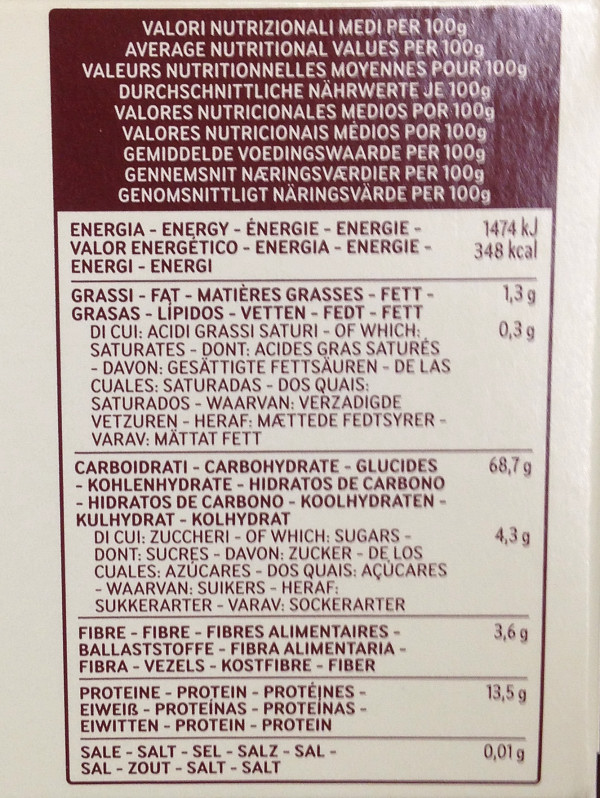 VALORI NUTRIZIONALI MEDI PER 100g
AVERAGE NUTRITIONAL VALUES PER 100g
VALEURS NUTRITIONNELLES MOYENNES POUR 100g
DURCHSCHNITTLICHE NÄHRWERTE JE 100g
VALORES NUTRICIONALES MEDIOS POR 100g
VALORES NUTRICIONAIS MÉDIOS POR 100g
GEMIDDELDE VOEDINGSWAARDE PER 100g
GENNEMSNIT NÆRINGSVÆRDIER PER 100g
GENOMSNITTLIGT NÄRINGSVÄRDE PER 100g
ENERGIA - ENERGY - ÉNERGIE - ENERGIE - 1474 kJ
VALOR ENERGÉTICO - ENERGIA - ENERGIE - 348 kcal
ENERGI - ENERGI
GRASSI - FAT - MATIÈRES GRASSES - FETT - 1,3 g
GRASAS - LÍPIDOS - VETTEN - FEDT - FETT
DI CUI: ACIDI GRASSI SATURI - OF WHICH: 0,3 g
SATURATES - DONT: ACIDES GRAS SATURÉS
- DAVON: GESÄTTIGTE FETTSÄUREN - DE LAS
CUALES: SATURADAS - DOS QUAIS:
SATURADOS - WAARVAN: VERZADIGDE
VETZUREN - HERAF: MÆTTEDE FEDTSYRER -
VARAV: MÄTTAT FETT
CARBOIDRATI - CARBOHYDRATE - GLUCIDES 68,7 g
- KOHLENHYDRATE - HIDRATOS DE CARBONO
- HIDRATOS DE CARBONO - KOOLHYDRATEN -
KULHYDRAT - KOLHYDRAT
DI CUI: ZUCCHERI - OF WHICH: SUGARS - 4,3 g
DONT: SUCRES - DAVON: ZUCKER - DE LOS
CUALES: AZÚCARES - DOS QUAIS: AÇÚCARES
- WAARVAN: SUIKERS - HERAF:
SUKKERARTER - VARAV: SOCKERARTER
FIBRE - FIBRE - FIBRES ALIMENTAIRES - 3,6 g
BALLASTSTOFFE - FIBRA ALIMENTARIA -
FIBRA - VEZELS - KOSTFIBRE - FIBER
PROTEINE - PROTEIN - PROTÉINES - 13,5 g
EIWEIß - PROTEÍNAS - PROTEÍNAS -
EIWITTEN - PROTEIN - PROTEIN
SALE - SALT - SEL - SALZ - SAL - 0,01 g
SAL - ZOUT - SALT - SALT